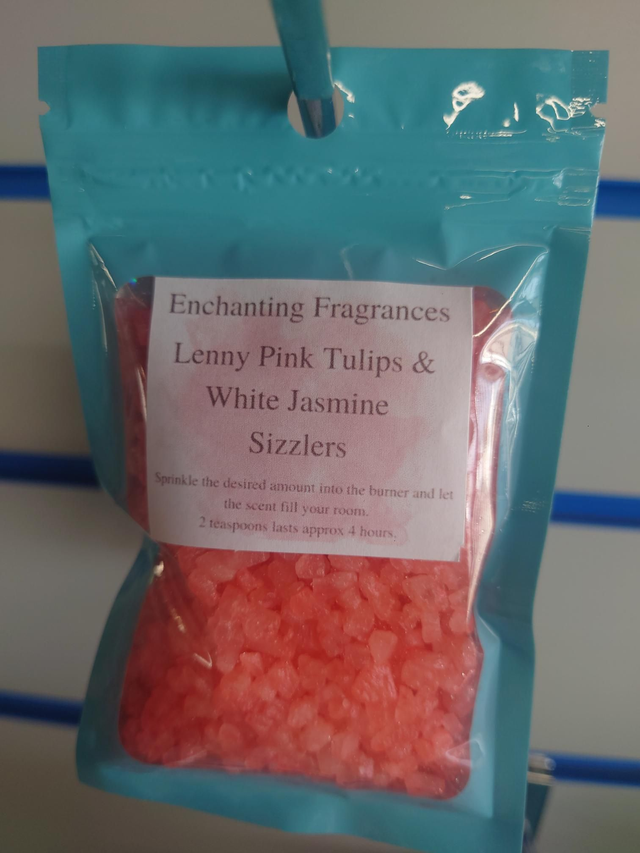 Enchanting Fragrances
Lenny Pink Tulips &
White Jasmine
Sizzlers
Sprinkle the desired amount into the burner and let
the scent fill your room.
2 teaspoons lasts approx 4 hours.